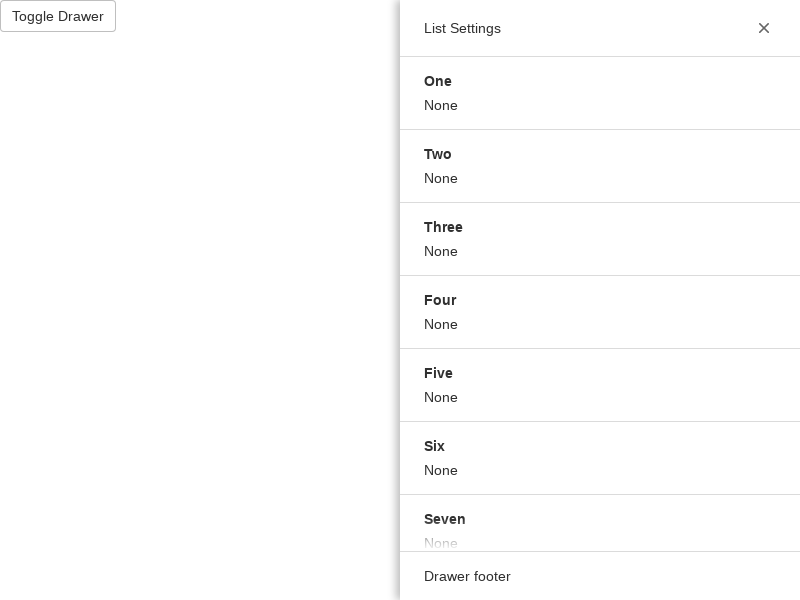 Toggle Drawer
List Settings
One
None
Two
None
Three
None
Four
None
Five
None
Six
None
Seven
None
Drawer footer